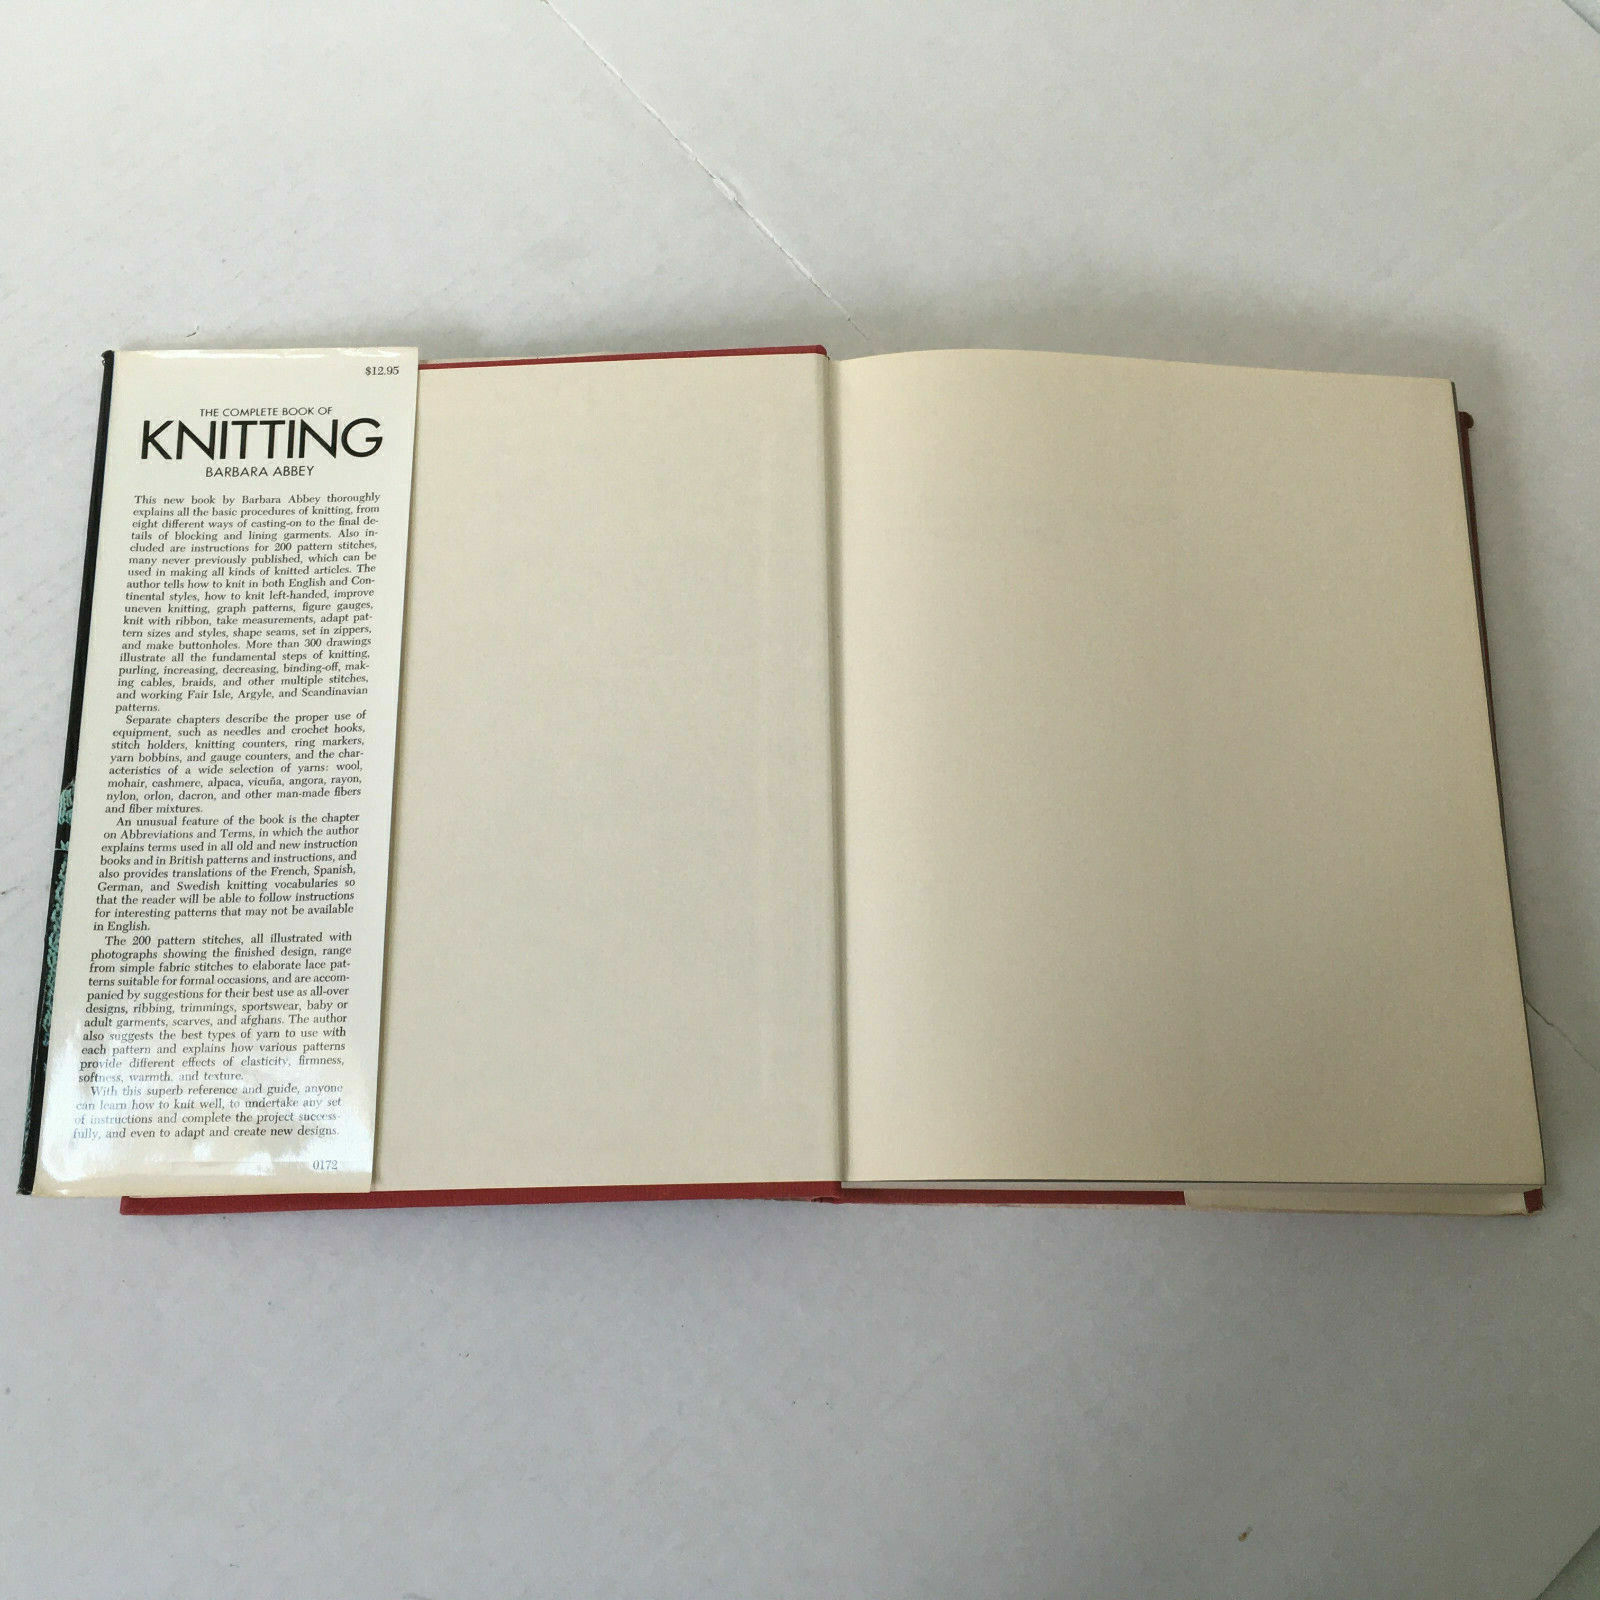 $12.95
THE COMPLETE BOOK OF
KNITTING
BARBARA ABBEY
This new book by Barbara Abbey thoroughly
explains all the basic procedures of knitting, from
eight different ways of casting-on to the final de-
tails of blocking and lining garments. Also in-
cluded are instructions for 200 pattern stitches,
many never previously published, which can be
used in making all kinds of knitted articles. The
author tells how to knit in both English and Con-
tinental styles, how to knit left-handed, improve
uneven knitting, graph patterns, figure gauges,
knit with ribbon, take measurements, adapt pat-
tern sizes and styles, shape seams, set in zippers,
and make buttonholes. More than 300 drawings
illustrate all the fundamental steps of knitting,
purling, increasing, decreasing, binding-off, mak-
ing cables, braids, and other multiple stitches,
and working Fair Isle, Argyle, and Scandinavian
patterns.
Separate chapters describe the proper use of
equipment, such as needles and crochet hooks,
stitch holders, knitting counters, ring markers,
yarn bobbins, and gauge counters, and the char-
acteristics of a wide selection of yarns: wool,
mohair, cashmere, alpaca, vicuña, angora, rayon,
nylon, orlon, dacron, and other man-made fibers
and fiber mixtures.
An unusual feature of the book is the chapter
on Abbreviations and Terms, in which the author
explains terms used in all old and new instruction
books and in British patterns and instructions, and
also provides translations of the French, Spanish,
German, and Swedish knitting vocabularies so
that the reader will be able to follow instructions
for interesting patterns that may not be available
in English.
The 200 pattern stitches, all illustrated with
photographs showing the finished design, range
from simple fabric stitches to elaborate lace pat-
terns suitable for formal occasions, and are accom-
panied by suggestions for their best use as all-over
designs, ribbing, trimmings, sportswear, baby or
adult garments, scarves, and afghans. The author
also suggests the best types of yarn to use with
each pattern and explains how various patterns
provide different effects of elasticity, firmness,
softness, warmth, and texture.
With this superb reference and guide, anyone
can learn how to knit well, to undertake any set
of instructions and complete the project success-
fully, and even to adapt and create new designs.
0172